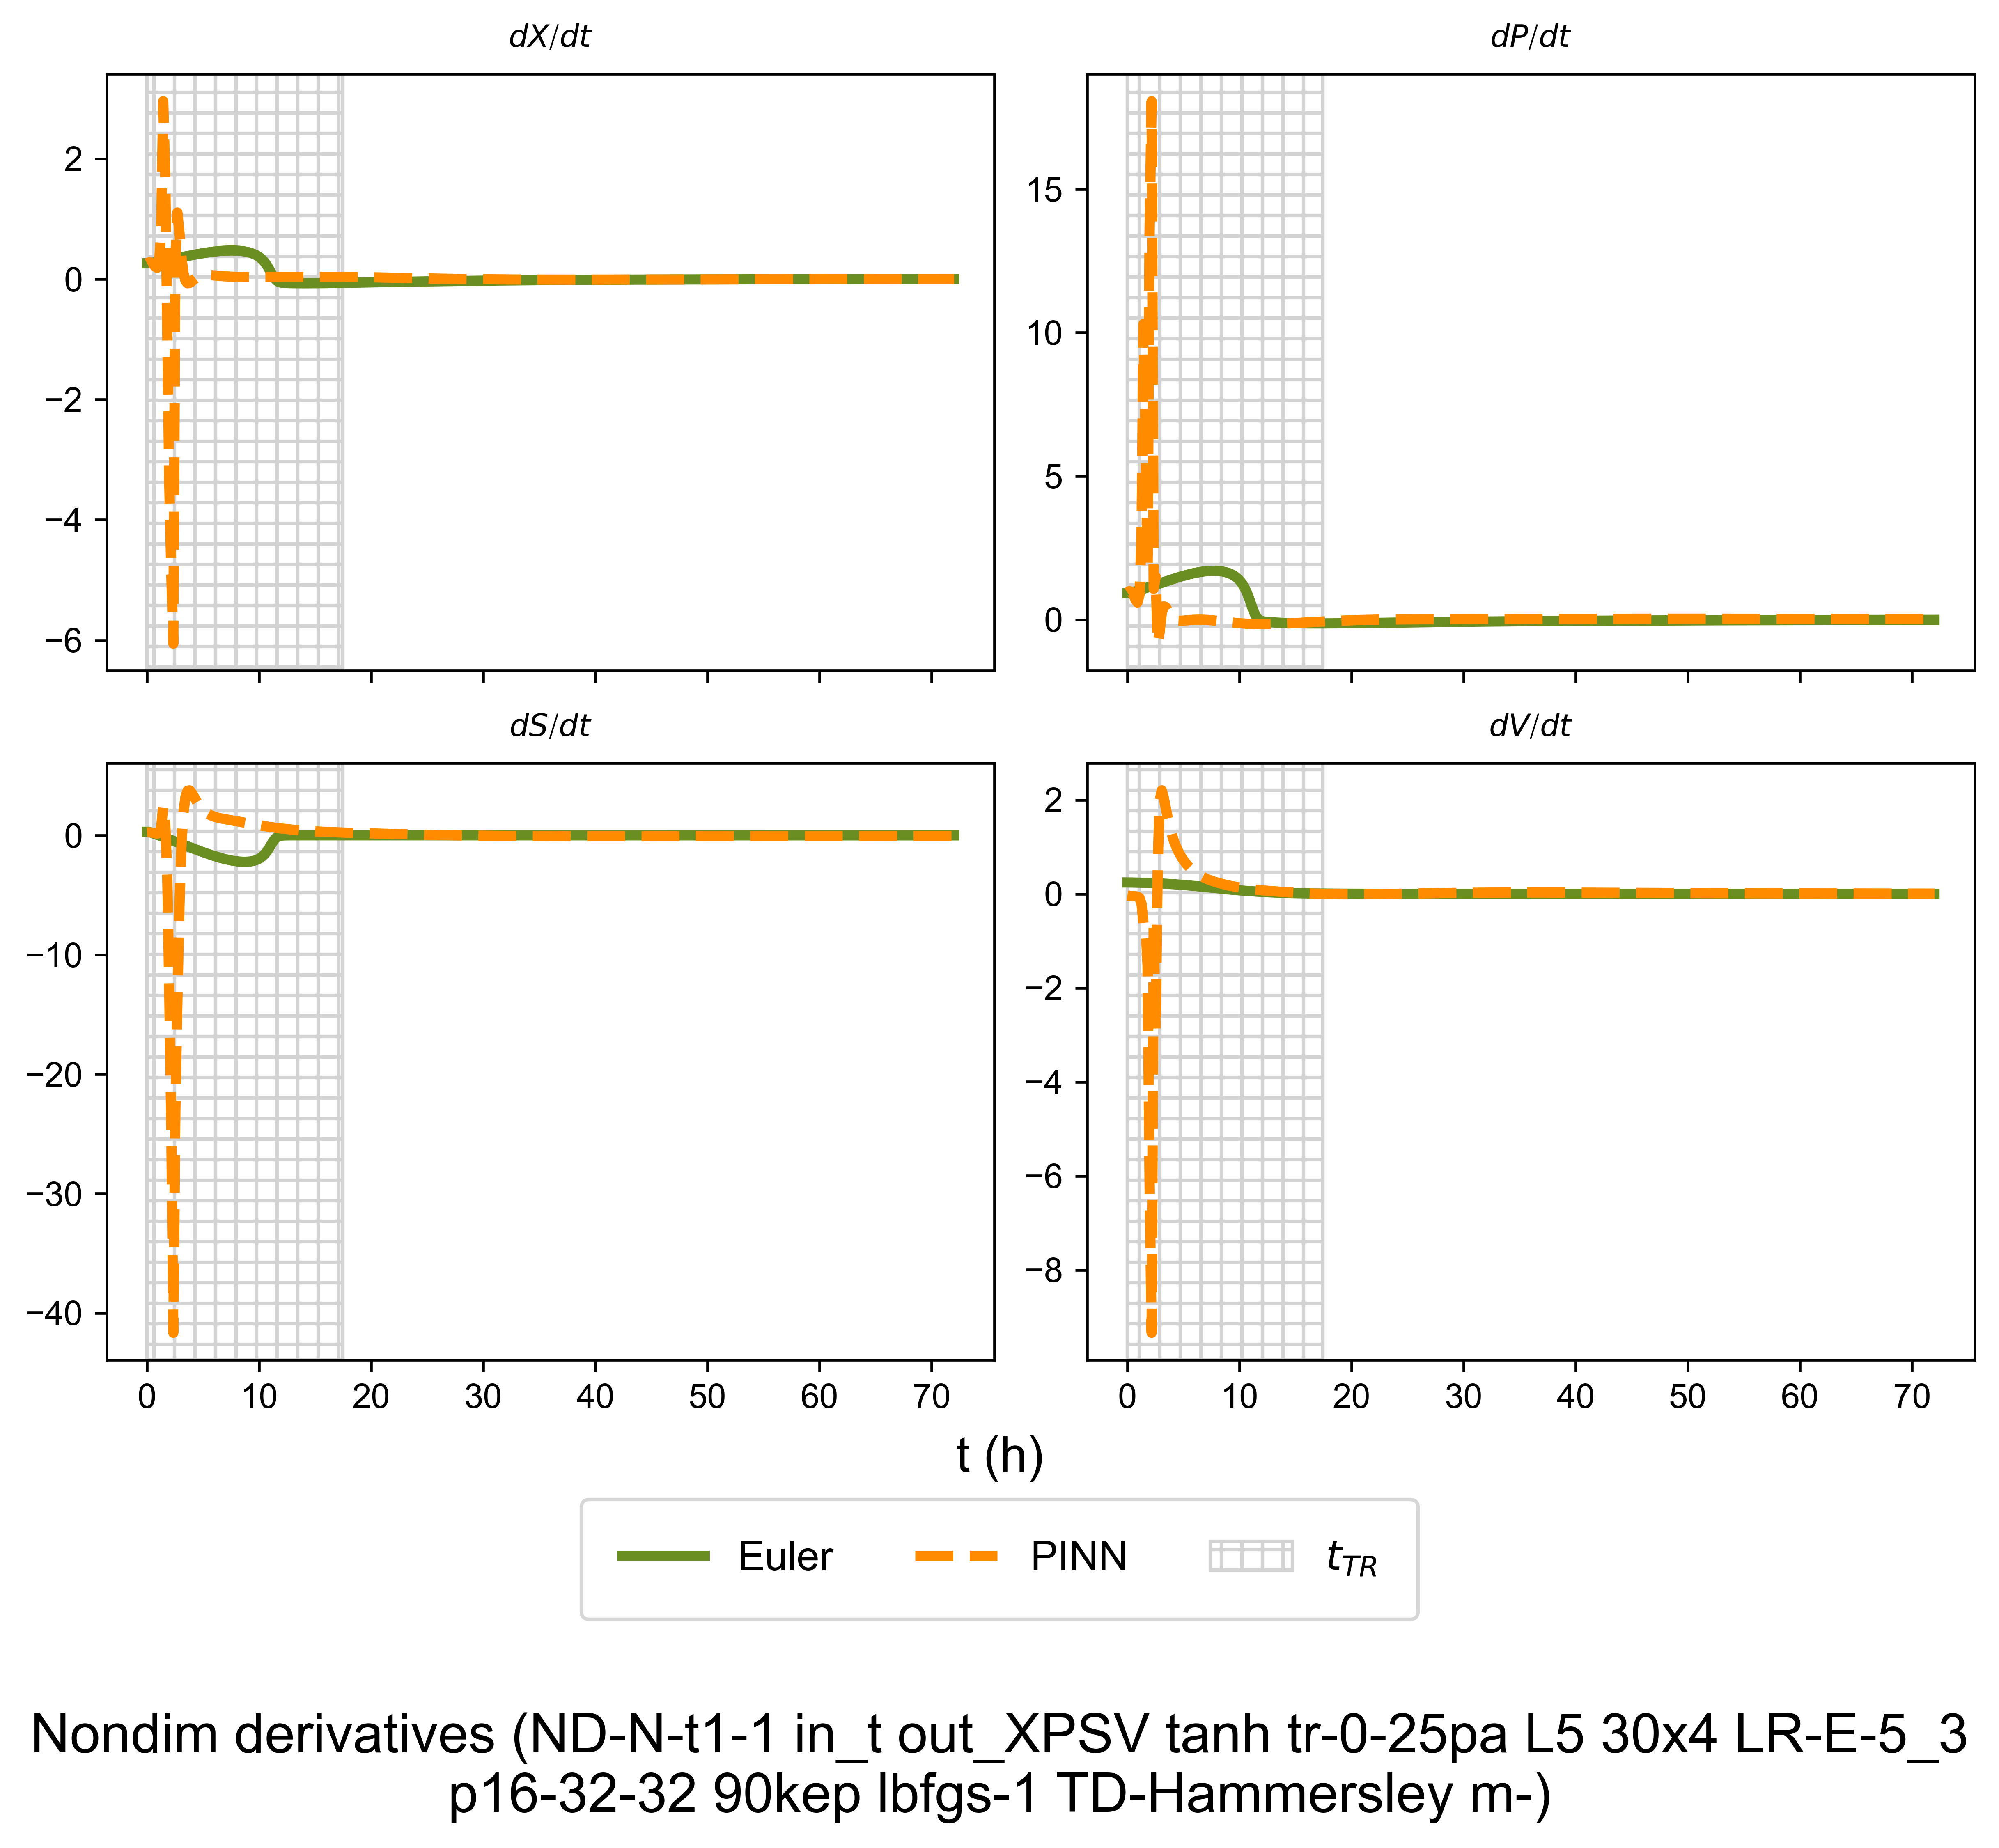 dX/dt
dP/dt
2
0
−2
−4
−6
15
10
5
0
dS/dt
dV/dt
0
−10
−20
−30
−40
2
0
−2
−4
−6
−8
0 10 20 30 40 50 60 70
0 10 20 30 40 50 60 70
t (h)
Euler PINN t_TR
Nondim derivatives (ND-N-t1-1 in_t out_XPSV tanh tr-0-25pa L5 30x4 LR-E-5_3
p16-32-32 90kep lbfgs-1 TD-Hammersley m-)